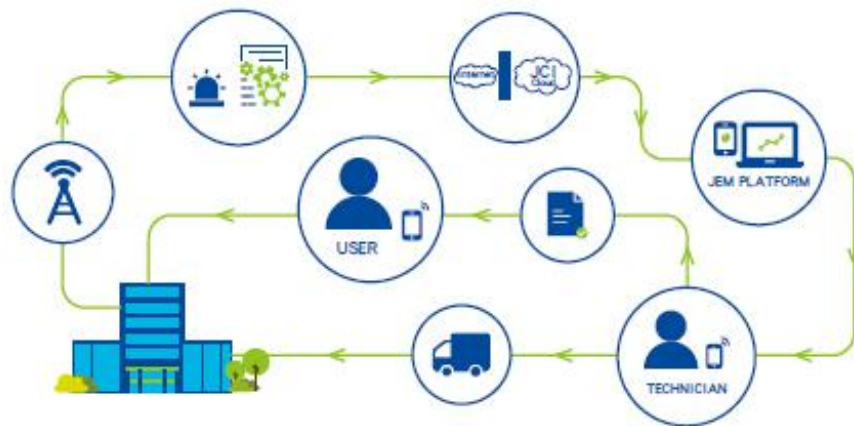 Internet
JCI
Cloud
JEM PLATFORM
USER
TECHNICIAN